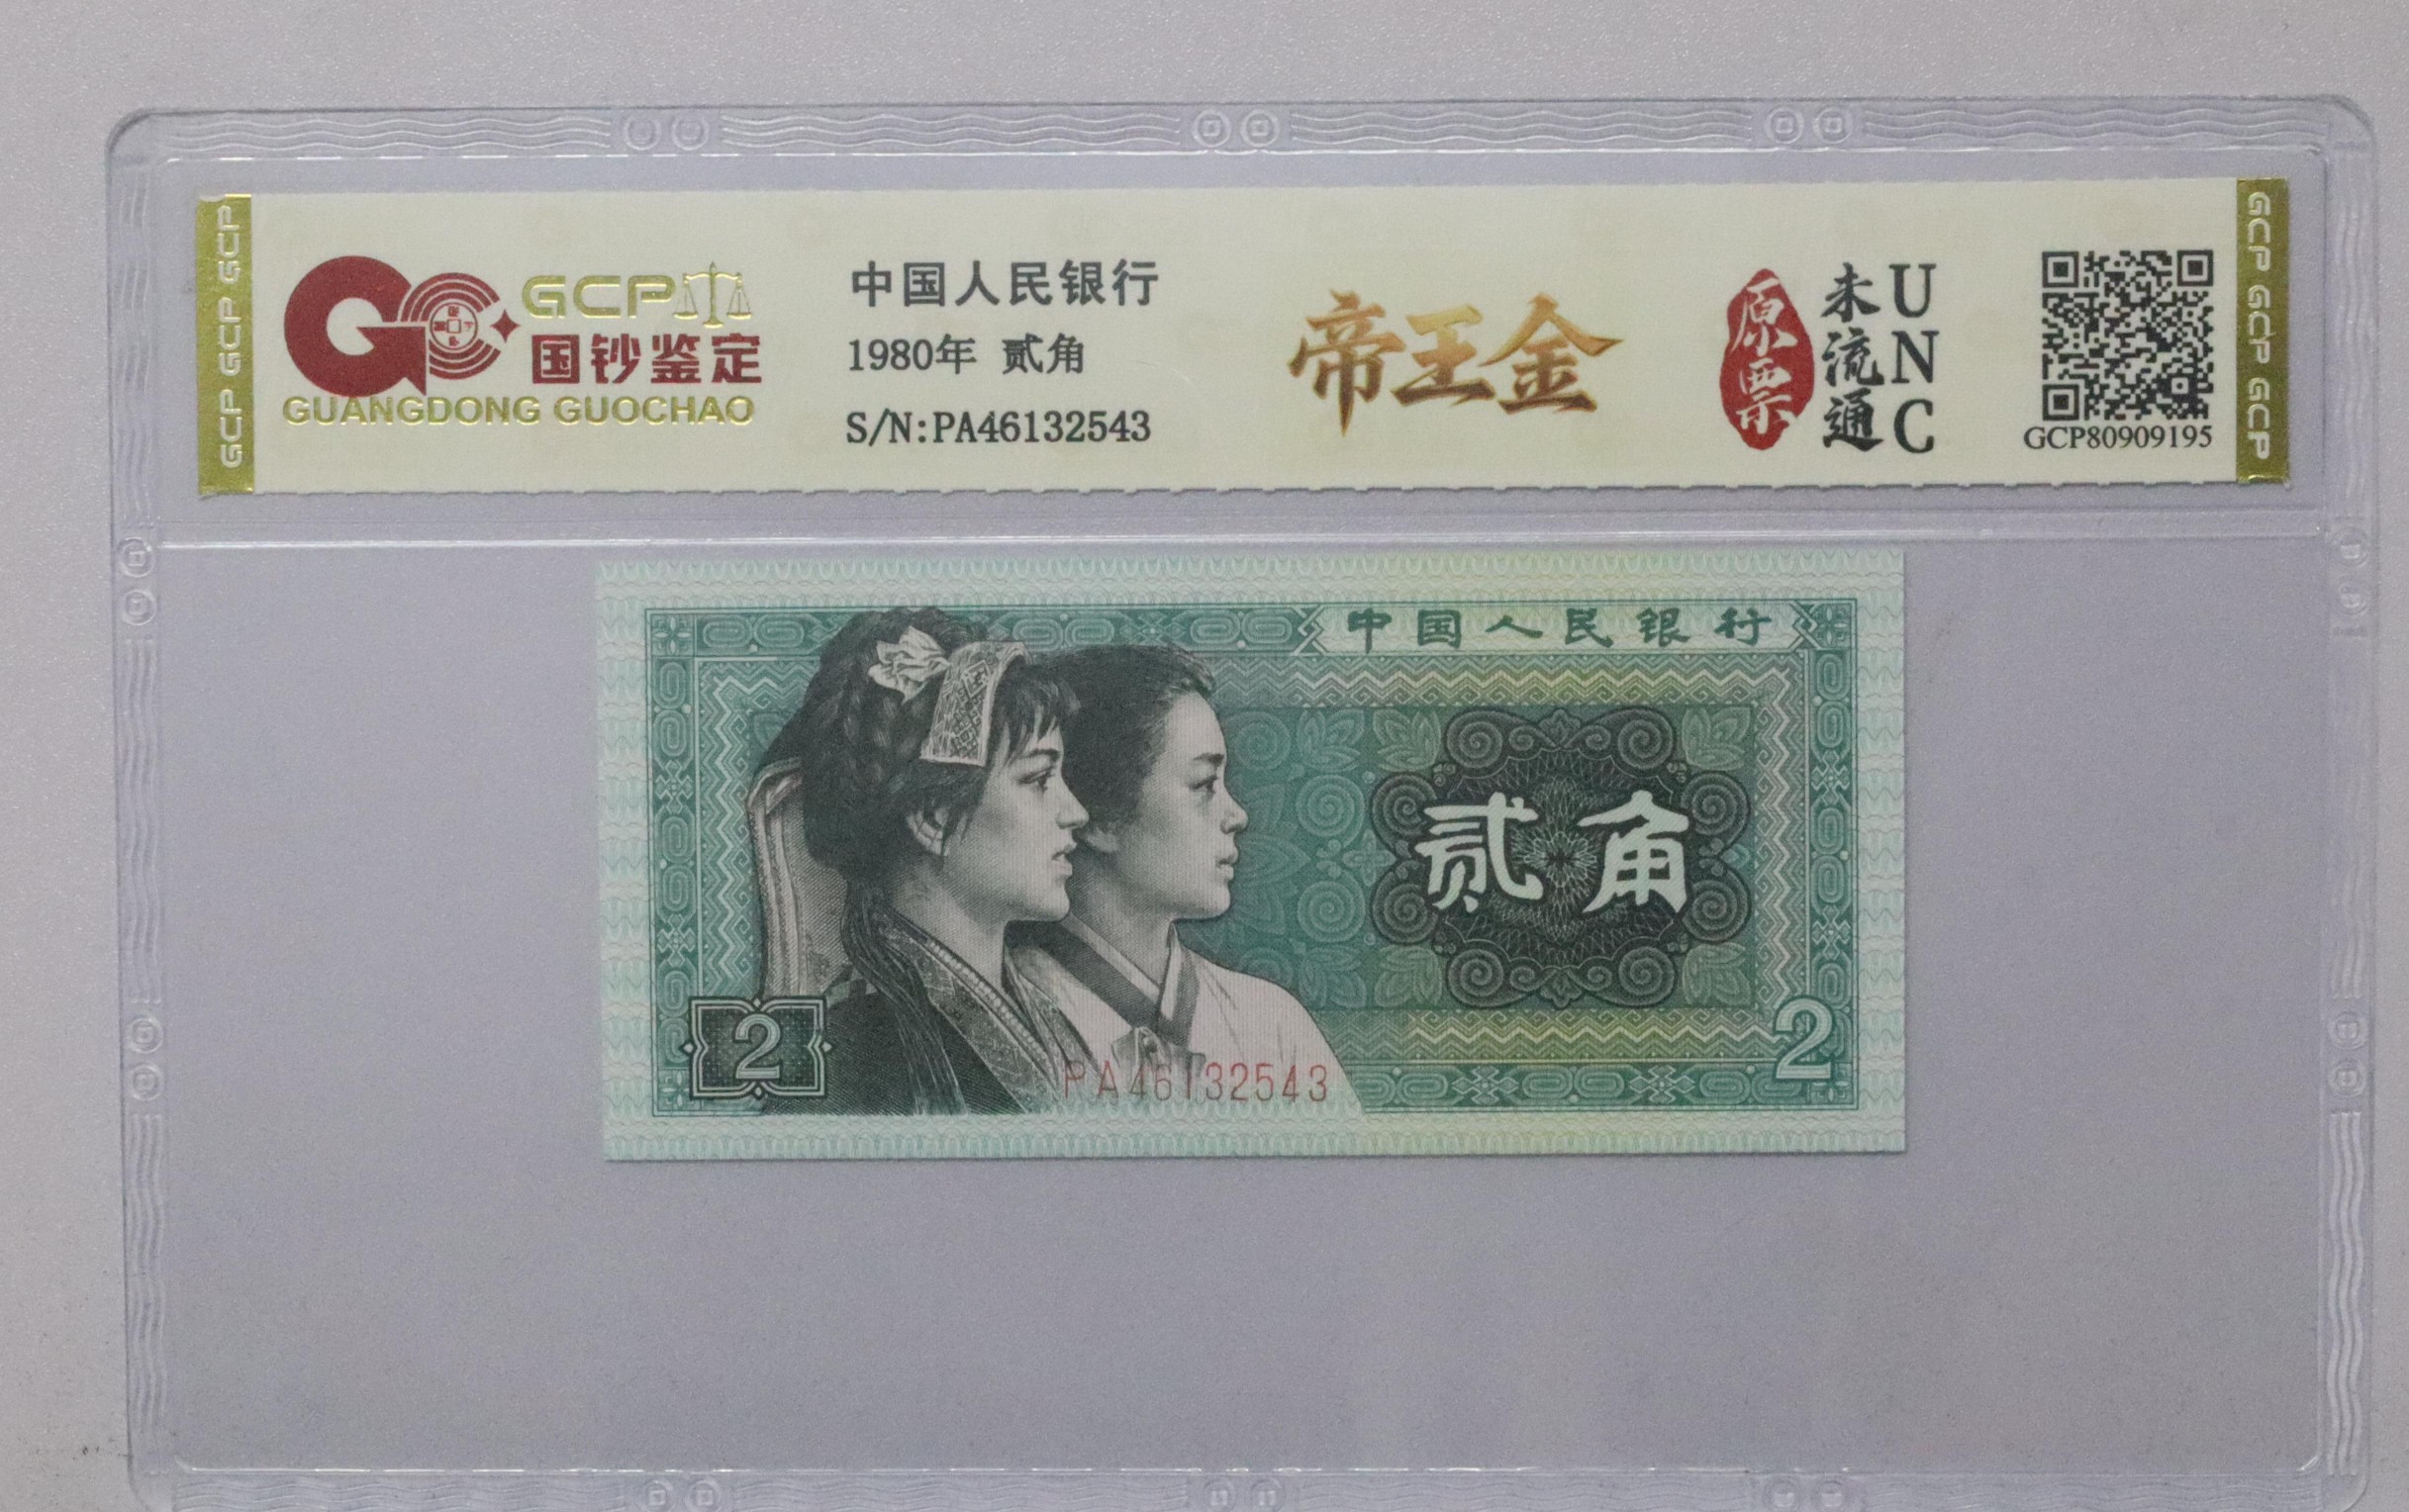 GCP GCP GCP
GCP
国钞鉴定
GUANGDONG GUOCHAO
中国人民银行
1980年 贰角
S/N:PA46132543
帝王金
原票
未流通
UNC
GCP80909195
GCP GCP GCP
中国人民银行
贰角
2
PA46132543
2